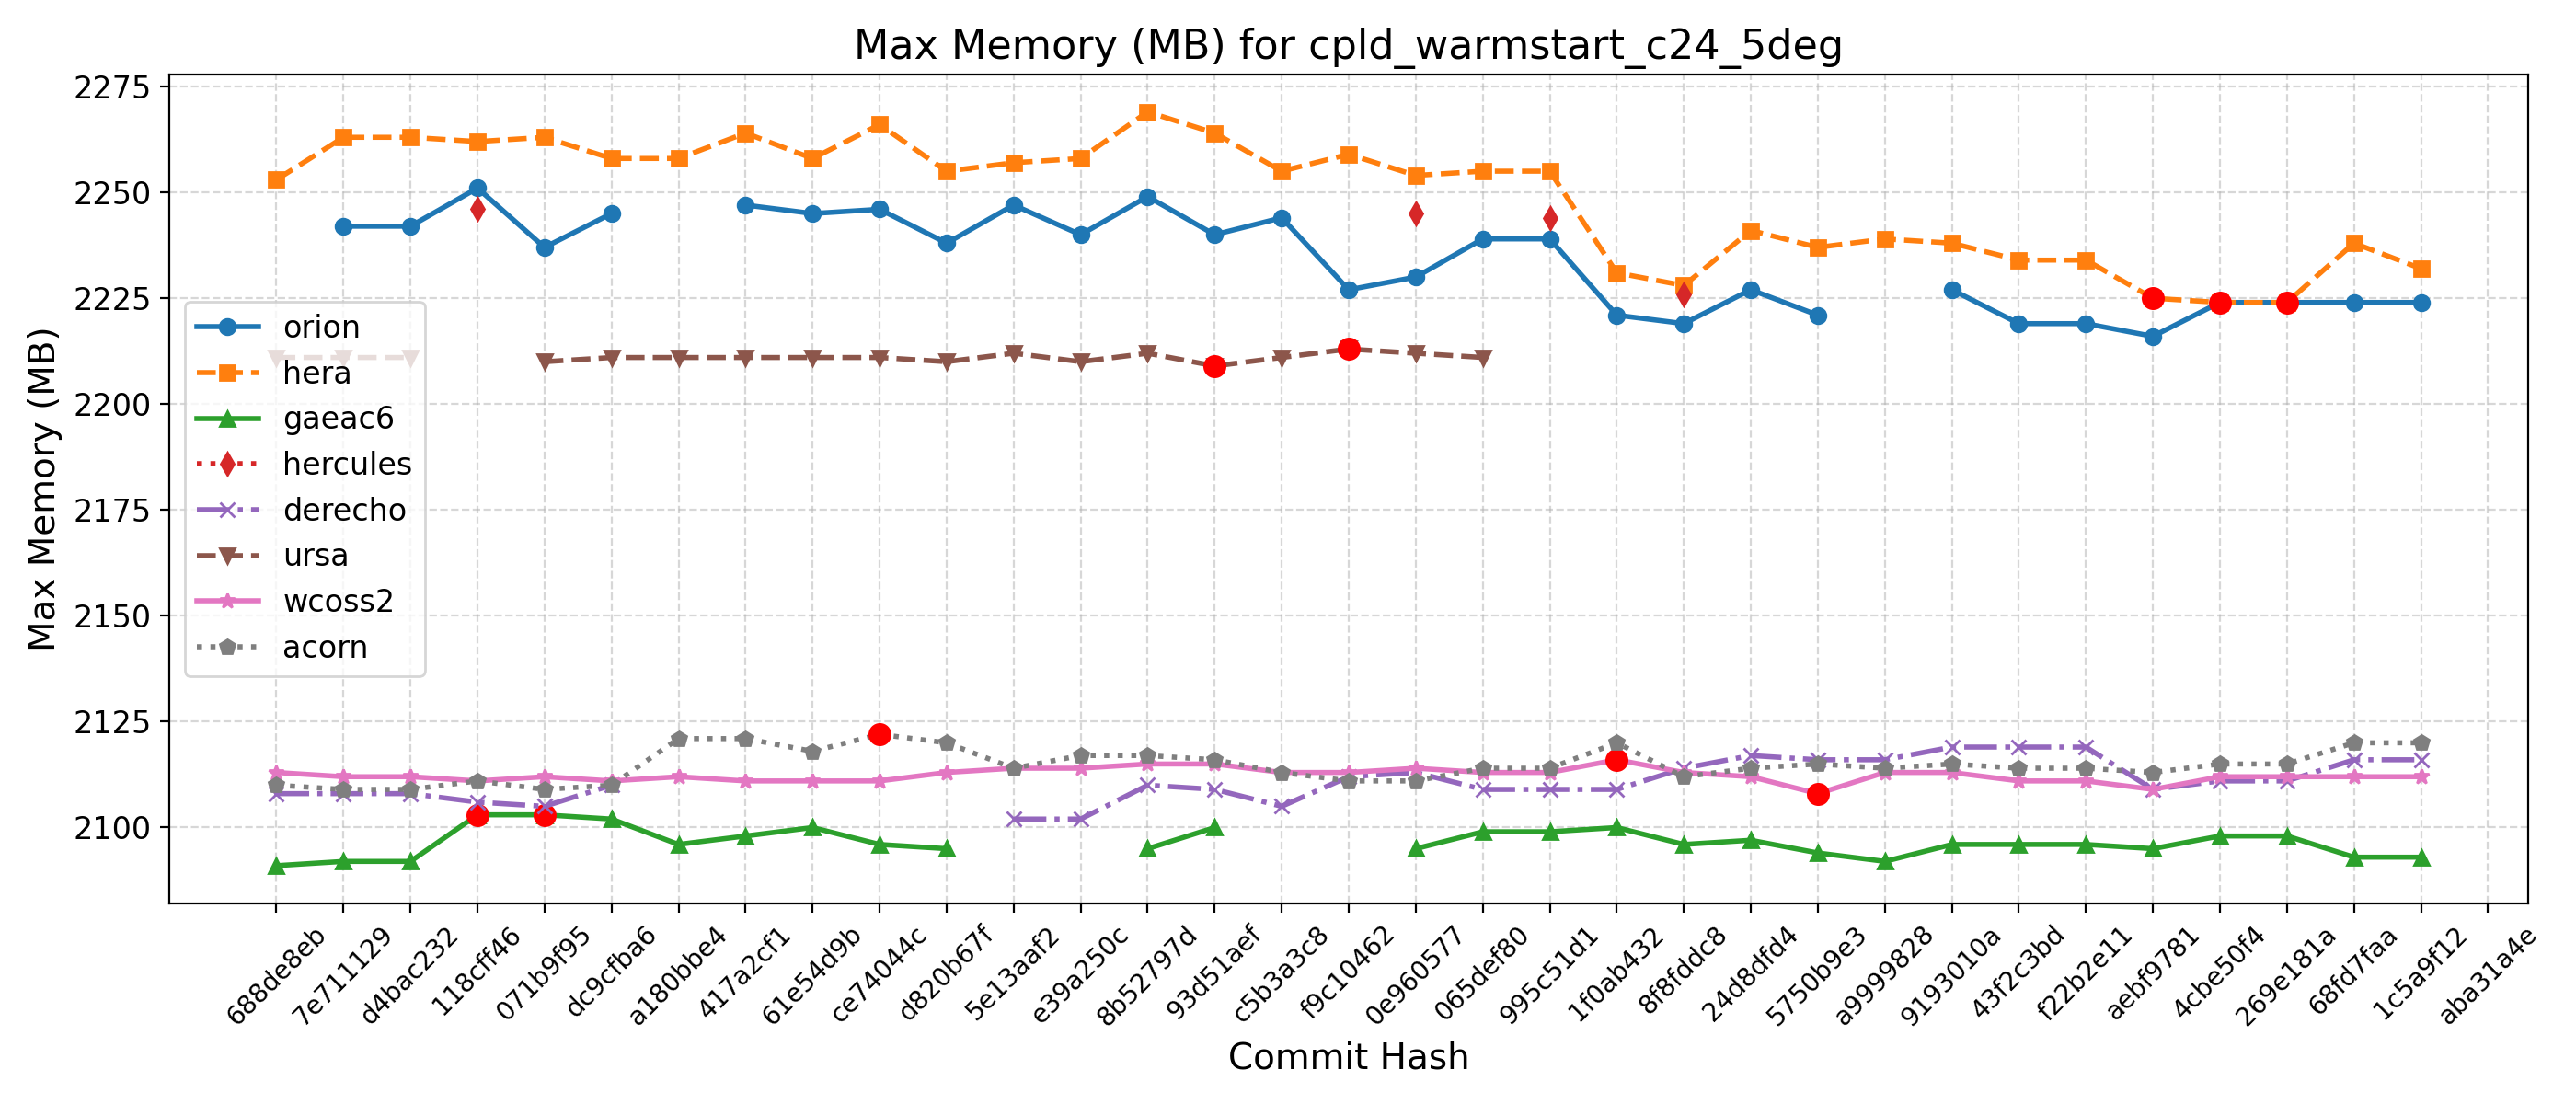 Max Memory (MB) for cpld_warmstart_c24_5deg
Max Memory (MB)
2275
2250
2225
2200
2175
2150
2125
2100
orion
hera
gaeac6
hercules
derecho
ursa
wcoss2
acorn
688de8eb
7e711129
d4bac232
118cff46
071b9f95
dc9cfba6
a180bbe4
417a2cf1
61e54d9b
ce74044c
d820b67f
5e13aaf2
e39a250c
8b52797d
93d51aef
c5b3a3c8
f9c10462
0e960577
065def80
995c51d1
1f0ab432
8f8fddc8
24d8dfd4
5750b9e3
a9999828
9193010a
43f2c3bd
f22b2e11
aebf9781
4cbe50f4
269e181a
68fd7faa
1c5a9f12
aba31a4e
Commit Hash